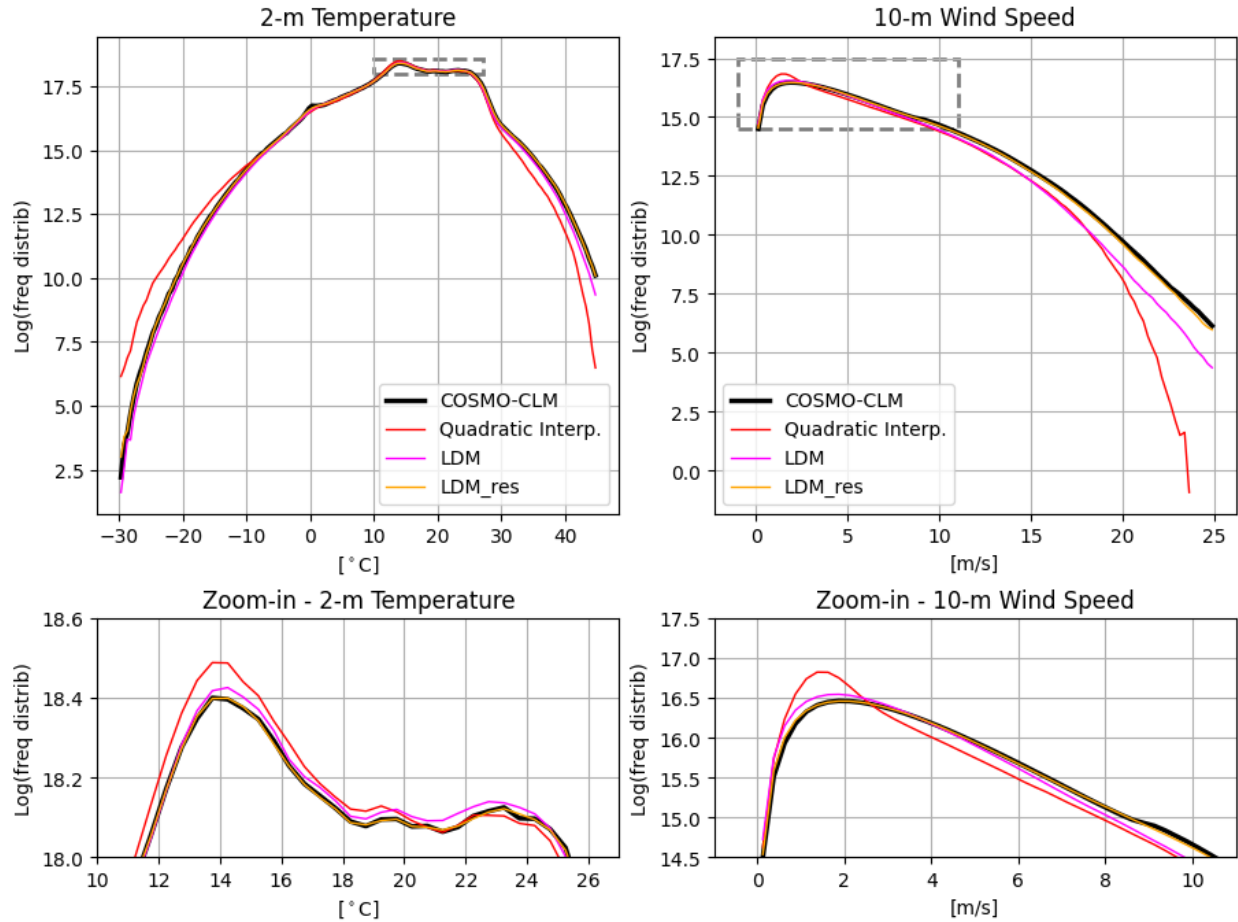 2-m Temperature
Log(freq distrib)
17.5
15.0
12.5
10.0
7.5
5.0
2.5
−30
−20
−10
0
10
20
30
40
[°C]
COSMO-CLM
Quadratic Interp.
LDM
LDM_res
10-m Wind Speed
Log(freq distrib)
17.5
15.0
12.5
10.0
7.5
5.0
2.5
0.0
0
5
10
15
20
25
[m/s]
COSMO-CLM
Quadratic Interp.
LDM
LDM_res
Zoom-in - 2-m Temperature
Log(freq distrib)
18.6
18.4
18.2
18.0
10
12
14
16
18
20
22
24
26
[°C]
Zoom-in - 10-m Wind Speed
Log(freq distrib)
17.5
17.0
16.5
16.0
15.5
15.0
14.5
0
2
4
6
8
10
[m/s]